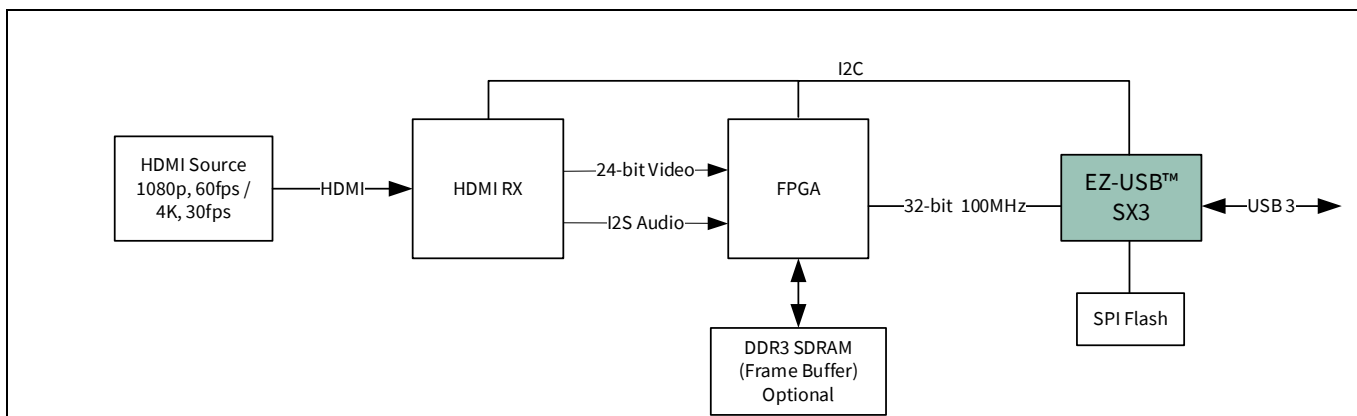 I2C
HDMI Source
1080p, 60fps /
4K, 30fps
HDMI
HDMI RX
24-bit Video
I2S Audio
FPGA
32-bit 100MHz
EZ-USB™
SX3
USB 3
SPI Flash
DDR3 SDRAM
(Frame Buffer)
Optional